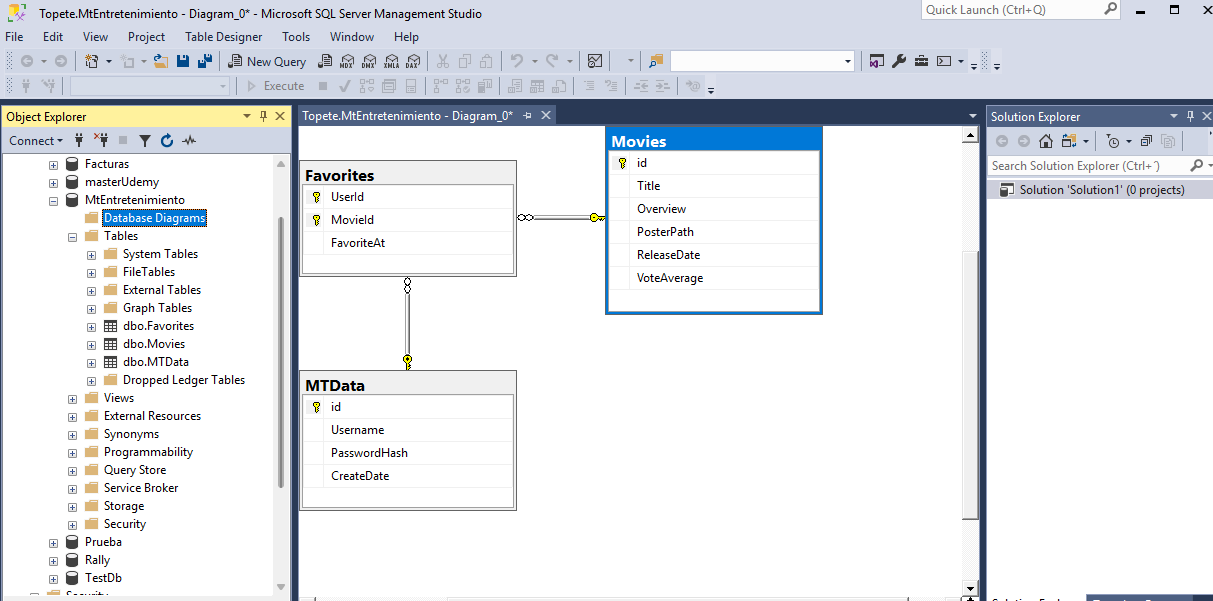 Topete.MtEntretenimiento - Diagram_0* - Microsoft SQL Server Management Studio
Quick Launch (Ctrl+Q)
File Edit View Project Table Designer Tools Window Help
New Query MDX DMX XMLA DAX
Execute
Object Explorer
Connect
Facturas
masterUdemy
MtEntretenimiento
Database Diagrams
Tables
System Tables
FileTables
External Tables
Graph Tables
dbo.Favorites
dbo.Movies
dbo.MTData
Dropped Ledger Tables
Views
External Resources
Synonyms
Programmability
Query Store
Service Broker
Storage
Security
Prueba
Rally
TestDb
Security
Topete.MtEntretenimiento - Diagram_0*
Favorites
UserId
MovieId
FavoriteAt
Movies
id
Title
Overview
PosterPath
ReleaseDate
VoteAverage
MTData
id
Username
PasswordHash
CreateDate
Solution Explorer
Search Solution Explorer (Ctrl+´)
Solution 'Solution1' (0 projects)